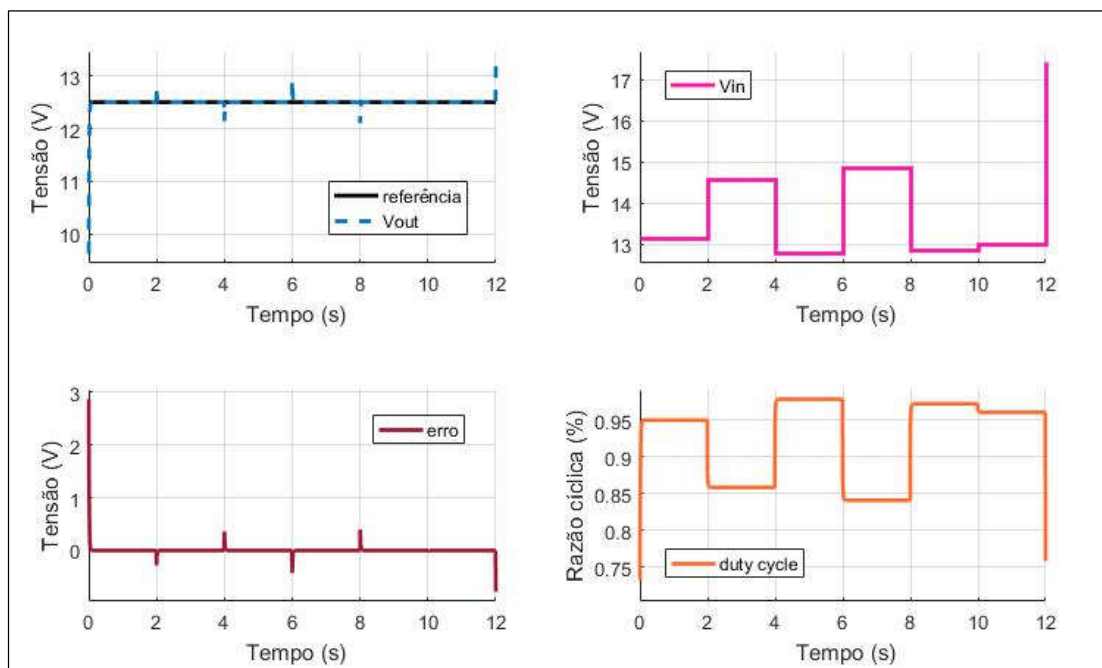 13
12
11
10
Tensão (V)
referência
Vout
0 2 4 6 8 10 12
Tempo (s)
17
16
15
14
13
Tensão (V)
Vin
0 2 4 6 8 10 12
Tempo (s)
3
2
1
0
Tensão (V)
erro
0 2 4 6 8 10 12
Tempo (s)
0.95
0.9
0.85
0.8
0.75
Razão cíclica (%)
duty cycle
0 2 4 6 8 10 12
Tempo (s)